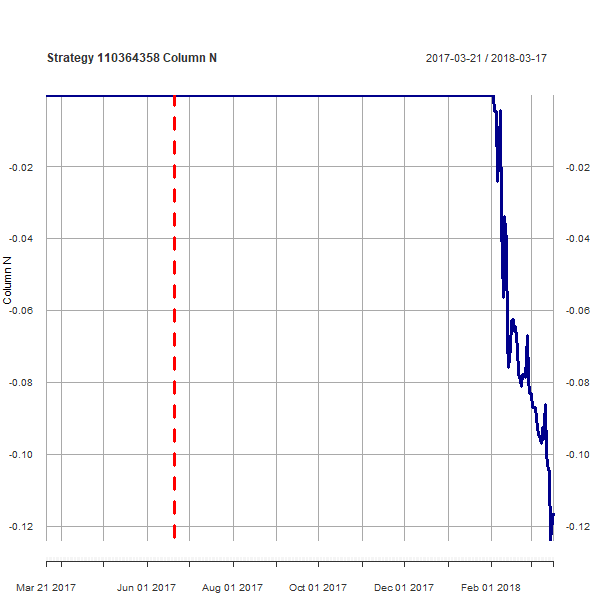 Strategy 110364358 Column N
2017-03-21 / 2018-03-17
-0.02 -0.02
-0.04 -0.04
Column N
-0.06 -0.06
-0.08 -0.08
-0.10 -0.10
-0.12 -0.12
Mar 21 2017 Jun 01 2017 Aug 01 2017 Oct 01 2017 Dec 01 2017 Feb 01 2018